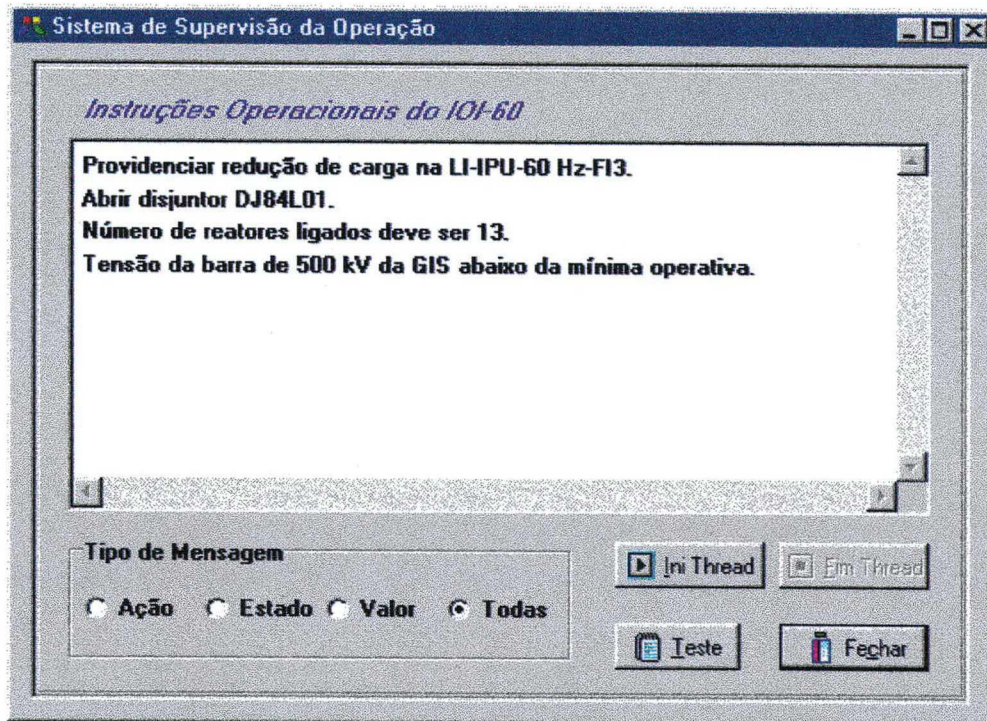 Sistema de Supervisão da Operação
Instruções Operacionais do IOI-60
Providenciar redução de carga na LI-IPU-60 Hz-FI3.
Abrir disjuntor DJ84L01.
Número de reatores ligados deve ser 13.
Tensão da barra de 500 kV da GIS abaixo da mínima operativa.
Tipo de Mensagem
Ação Estado Valor Todas
Ini Thread Fim Thread
Teste Fechar